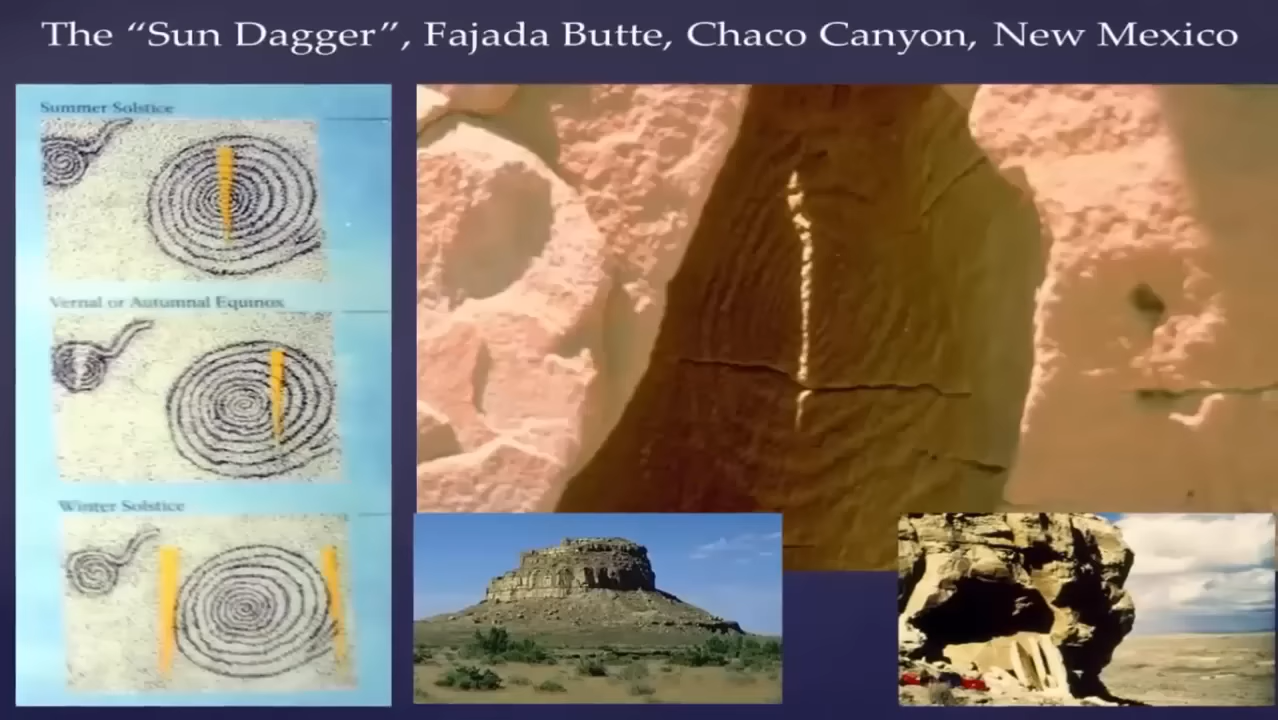 The “Sun Dagger”, Fajada Butte, Chaco Canyon, New Mexico
Summer Solstice
Vernal or Autumnal Equinox
Winter Solstice